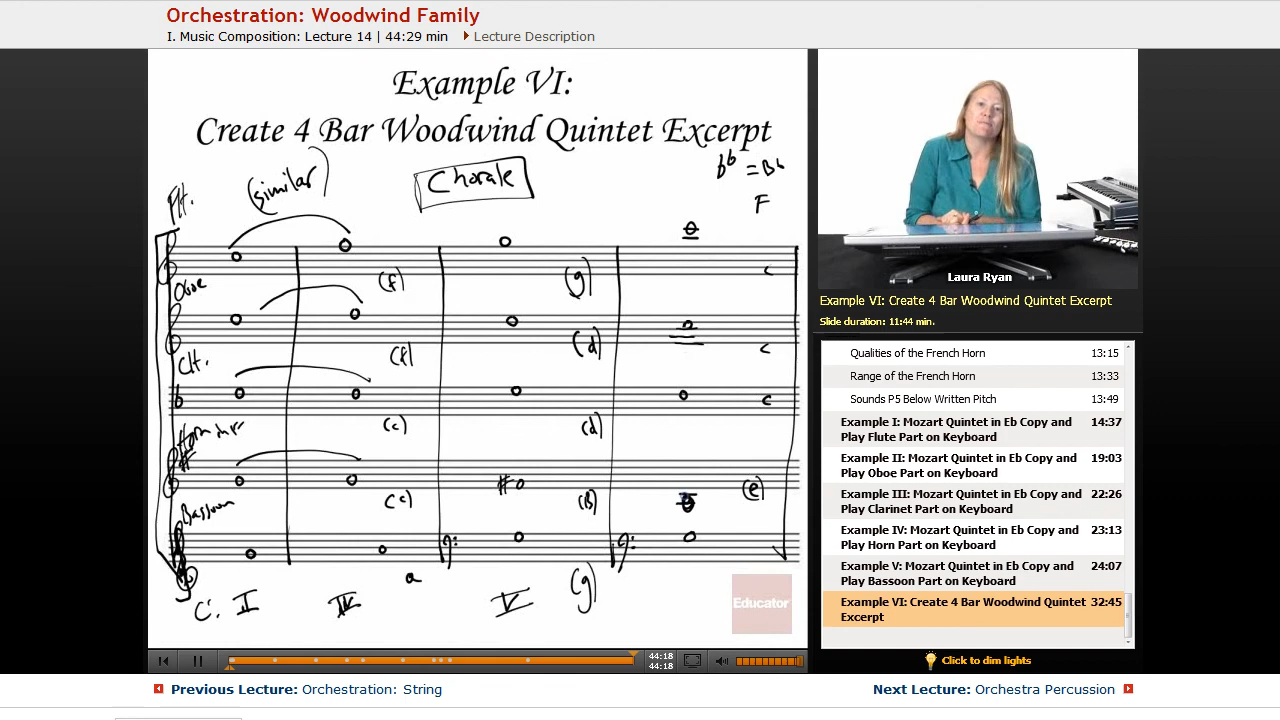 Orchestration: Woodwind Family
I. Music Composition: Lecture 14 | 44:29 min
Lecture Description
Example VI:
Create 4 Bar Woodwind Quintet Excerpt
(similar)
Chorale
b♭ = B♭
F
Oboe
(f)
(g)
(f)
(d)
(c)
(d)
Bassoon
(c)
(B)
(e)
a
(g)
C:
II
IV
V
Educator
Laura Ryan
Example VI: Create 4 Bar Woodwind Quintet Excerpt
Slide duration: 11:44 min.
Qualities of the French Horn 13:15
Range of the French Horn 13:33
Sounds P5 Below Written Pitch 13:49
Example I: Mozart Quintet in Eb Copy and 14:37
Play Flute Part on Keyboard
Example II: Mozart Quintet in Eb Copy and 19:03
Play Oboe Part on Keyboard
Example III: Mozart Quintet in Eb Copy and 22:26
Play Clarinet Part on Keyboard
Example IV: Mozart Quintet in Eb Copy and 23:13
Play Horn Part on Keyboard
Example V: Mozart Quintet in Eb Copy and 24:07
Play Bassoon Part on Keyboard
Example VI: Create 4 Bar Woodwind Quintet 32:45
Excerpt
44:18
44:18
Click to dim lights
Previous Lecture: Orchestration: String
Next Lecture: Orchestra Percussion